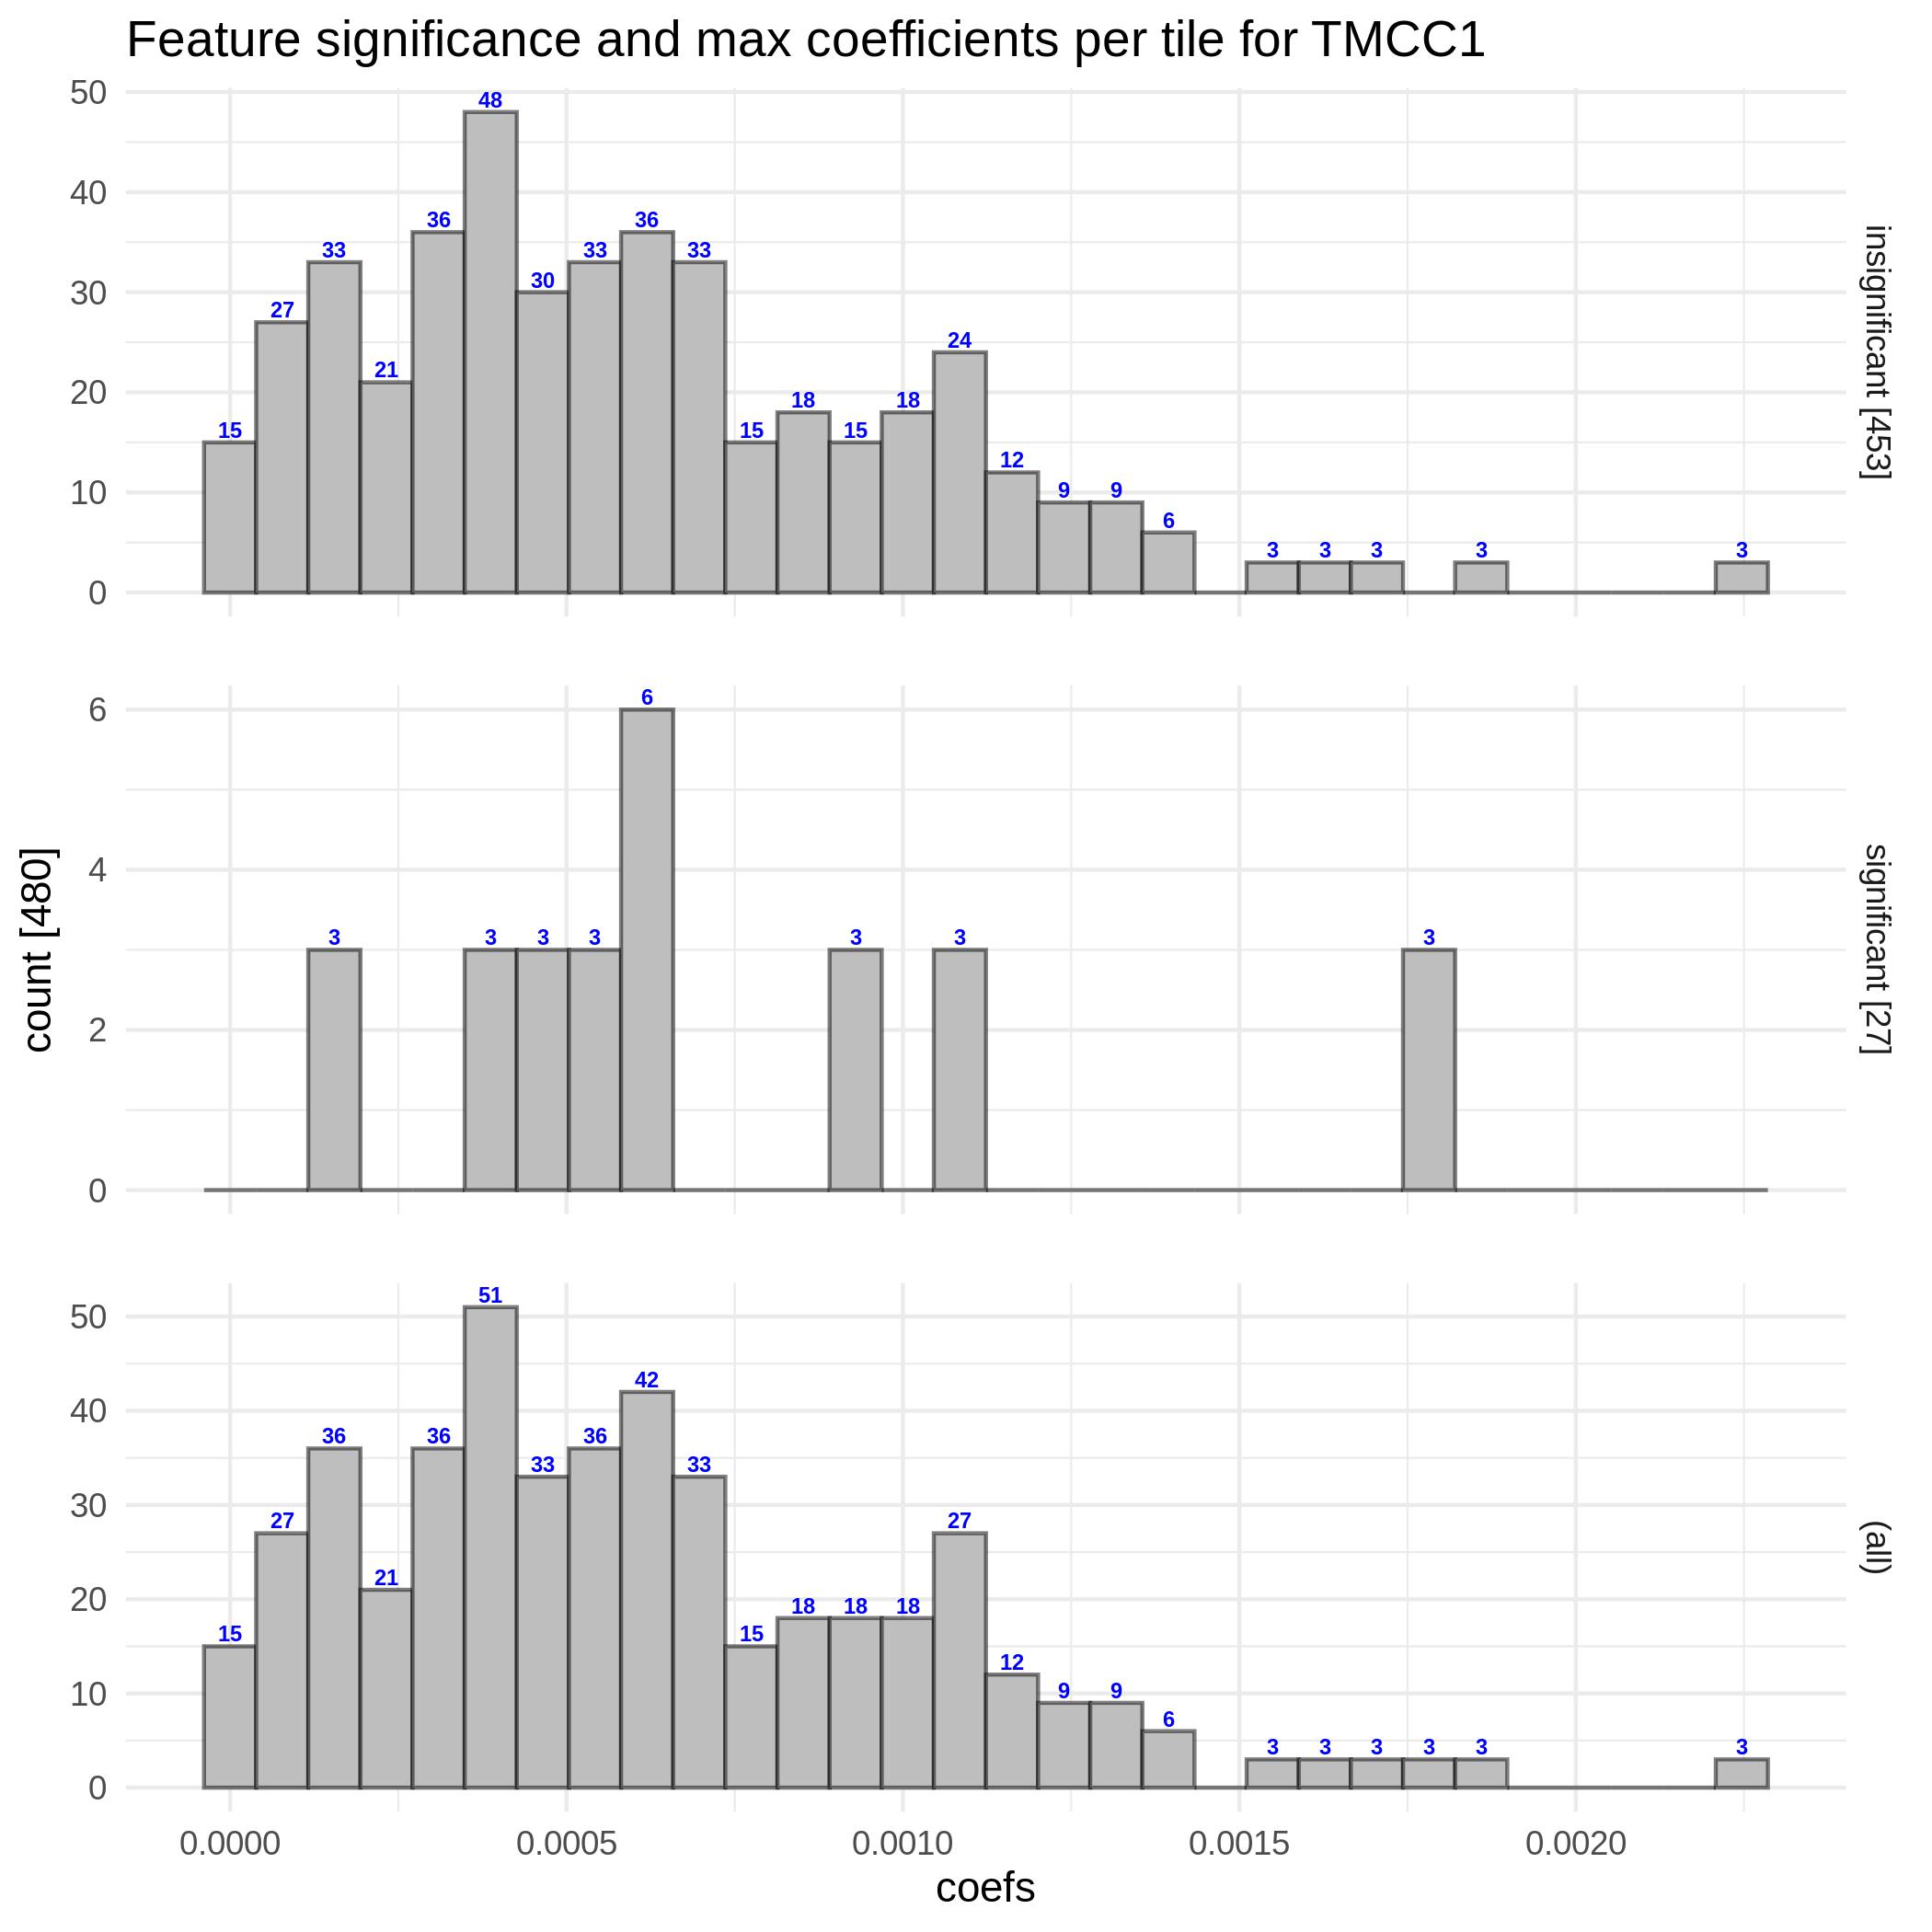 Feature significance and max coefficients per tile for TMCC1
50
40
30
20
10
0
15 27 33 21 36 48 30 33 36 33 15 18 15 18 24 12 9 9 6 3 3 3 3 3
insignificant [453]
6
4
2
0
3 3 3 3 6 3 3 3
significant [27]
count [480]
50
40
30
20
10
0
15 27 36 21 36 51 33 36 42 33 15 18 18 18 27 12 9 9 6 3 3 3 3 3 3
(all)
0.0000 0.0005 0.0010 0.0015 0.0020
coefs